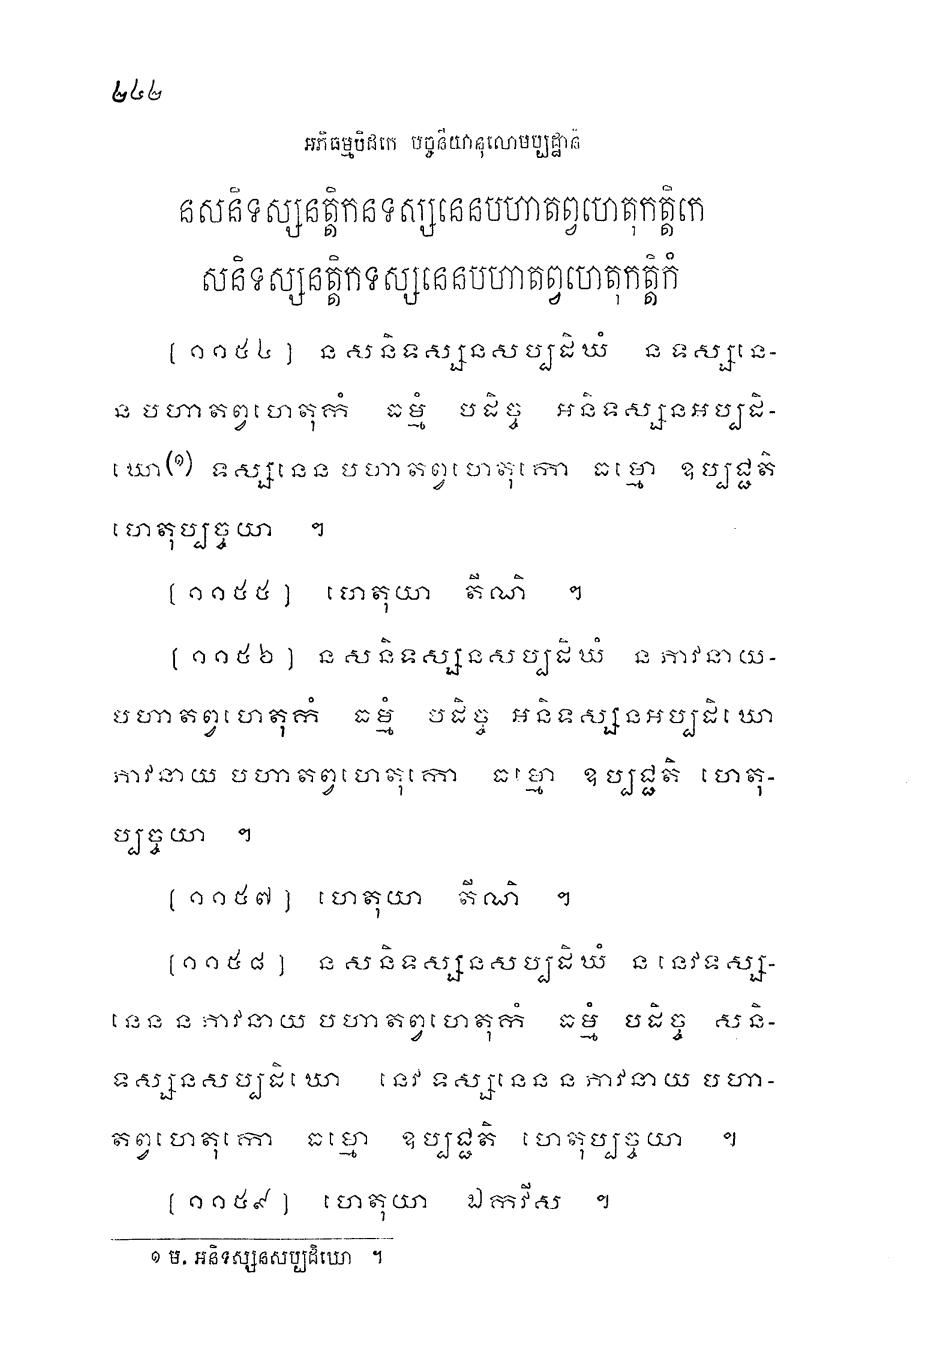 ២៤២
អភិធម្មបិដកេ បច្ចនីយានុលោមប្បដ្ឋានំ
នសនិទស្សនត្តិកនទស្សនេនបហាតព្វហេតុកត្តិកេ
សនិទស្សនត្តិកទស្សនេនបហាតព្វហេតុកត្តិកំ
[១១៥៤] នសនិទស្សនសប្បដិឃំ នទស្សនេ-
នបហាតព្វហេតុកំ ធម្មំ បដិច្ច អនិទស្សនអប្បដិ-
ឃោ(១) ទស្សនេនបហាតព្វហេតុកោ ធម្មោ ឧប្បជ្ជតិ
ហេតុប្បច្ចយា ។
[១១៥៥] ហេតុយា តីណិ ។
[១១៥៦] នសនិទស្សនសប្បដិឃំ នភាវនាយ-
បហាតព្វហេតុកំ ធម្មំ បដិច្ច អនិទស្សនអប្បដិឃោ
ភាវនាយបហាតព្វហេតុកោ ធម្មោ ឧប្បជ្ជតិ ហេតុ-
ប្បច្ចយា ។
[១១៥៧] ហេតុយា តីណិ ។
[១១៥៨] នសនិទស្សនសប្បដិឃំ ននេវទស្ស-
នេននភាវនាយបហាតព្វហេតុកំ ធម្មំ បដិច្ច សនិ-
ទស្សនសប្បដិឃោ នេវទស្សនេននភាវនាយបហា-
តព្វហេតុកោ ធម្មោ ឧប្បជ្ជតិ ហេតុប្បច្ចយា ។
[១១៥៩] ហេតុយា ឯកវីស ។
១ ម. អនិទស្សនសប្បដិឃោ ។